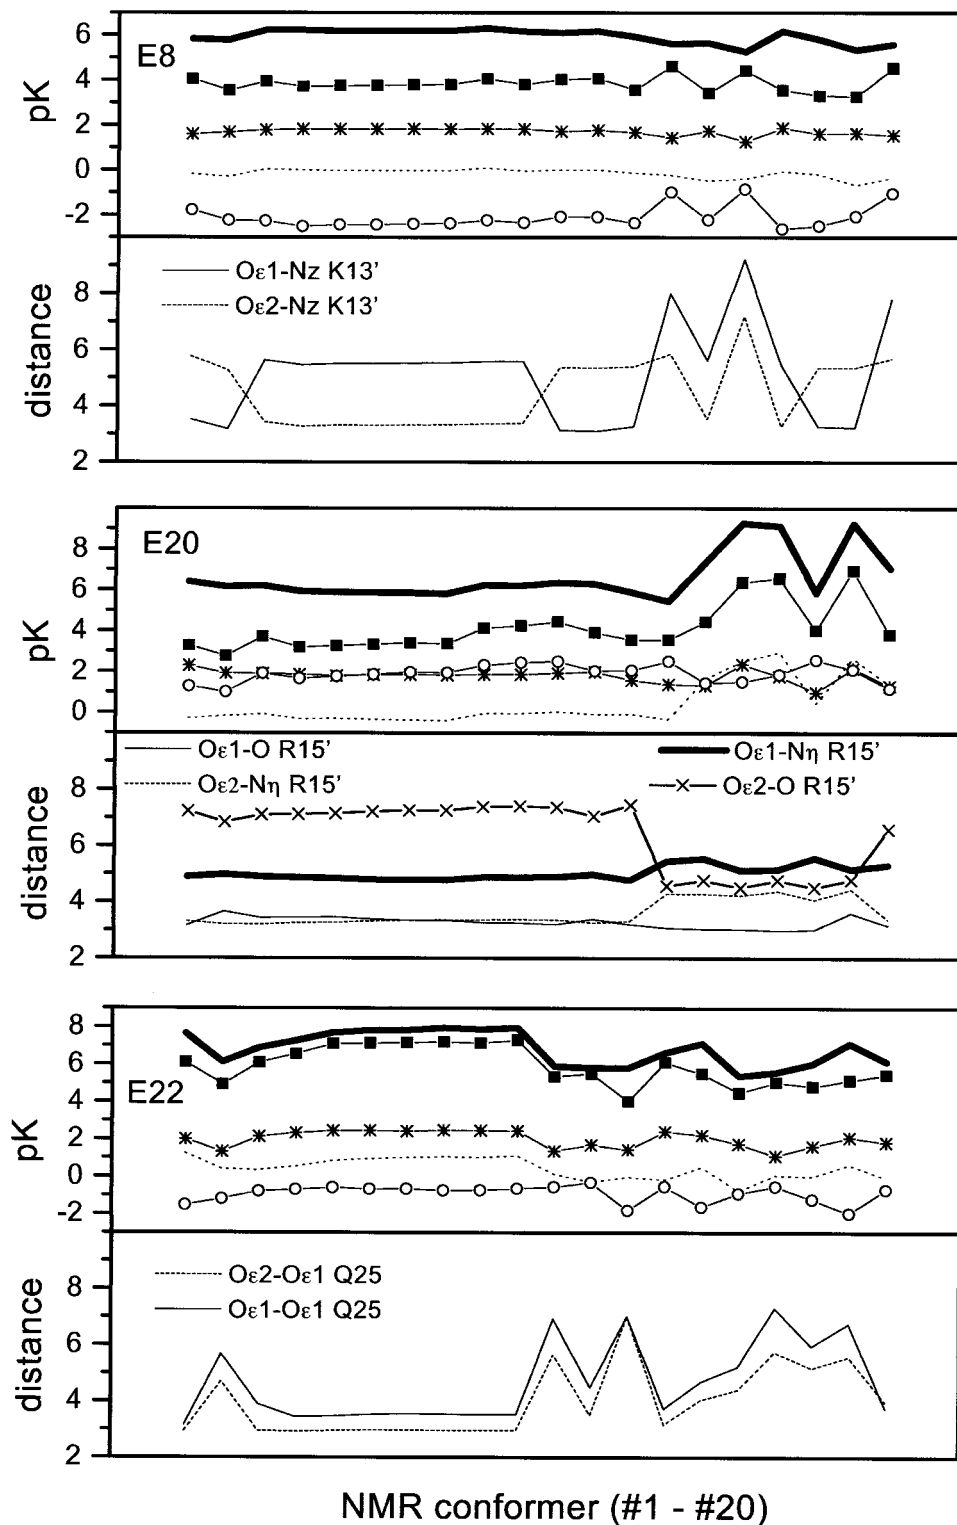 E8
pK
6
4
2
0
-2
Oε1-Nz K13'
Oε2-Nz K13'
distance
8
6
4
2
E20
pK
8
6
4
2
0
Oε1-O R15'
Oε1-Nη R15'
Oε2-Nη R15'
Oε2-O R15'
distance
8
6
4
2
E22
pK
8
6
4
2
0
-2
Oε2-Oε1 Q25
Oε1-Oε1 Q25
distance
8
6
4
2
NMR conformer (#1 - #20)